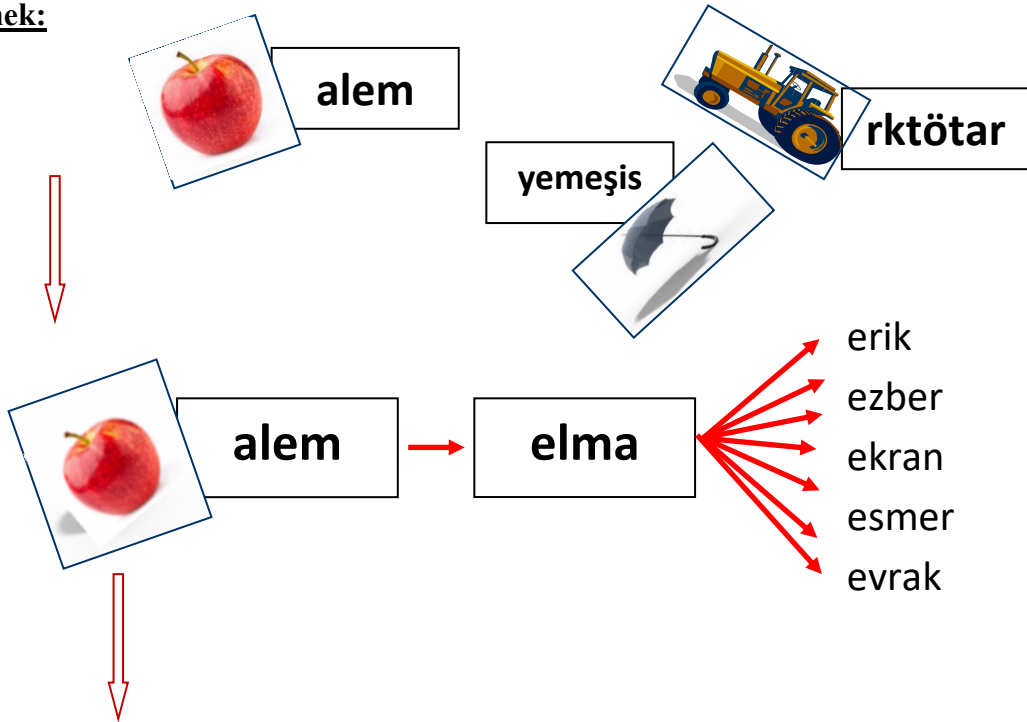 nek:
alem
rktötar
yemeşis
alem
elma
erik
ezber
ekran
esmer
evrak